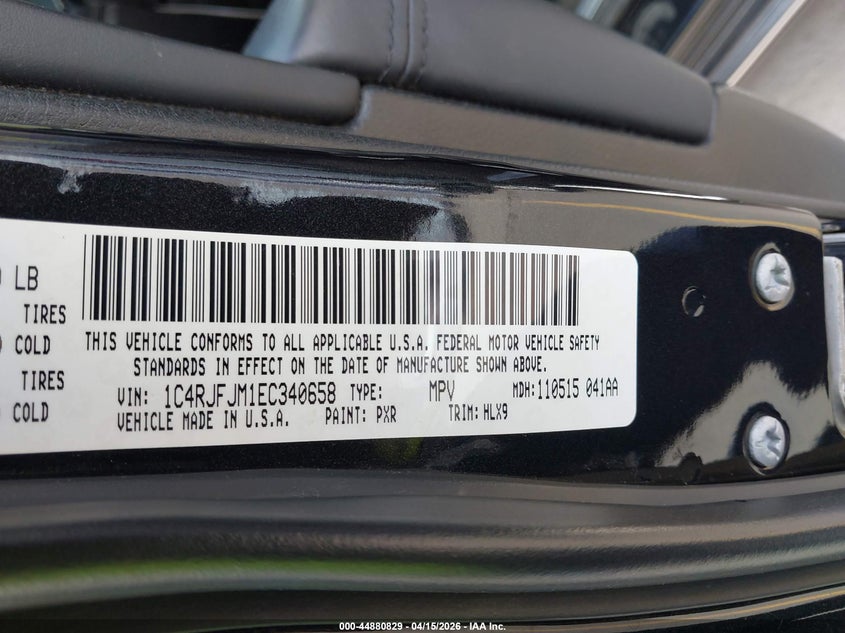 LB
TIRES
COLD
TIRES
COLD
THIS VEHICLE CONFORMS TO ALL APPLICABLE U.S.A. FEDERAL MOTOR VEHICLE SAFETY
STANDARDS IN EFFECT ON THE DATE OF MANUFACTURE SHOWN ABOVE.
VIN: 1C4RJFJM1EC340658 TYPE: MPV MDH:110515 041AA
VEHICLE MADE IN U.S.A. PAINT: PXR TRIM: HLX9
000-44880829 - 04/15/2026 - IAA Inc.